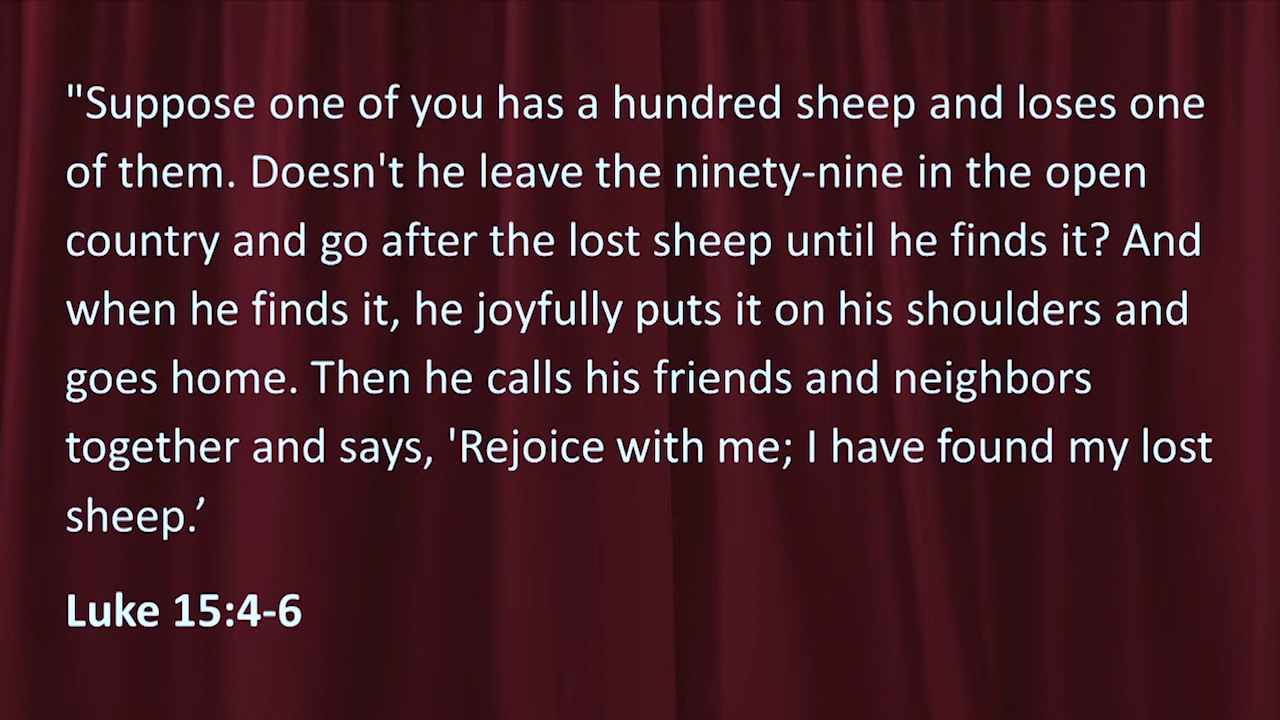 "Suppose one of you has a hundred sheep and loses one
of them. Doesn't he leave the ninety-nine in the open
country and go after the lost sheep until he finds it? And
when he finds it, he joyfully puts it on his shoulders and
goes home. Then he calls his friends and neighbors
together and says, 'Rejoice with me; I have found my lost
sheep.’
Luke 15:4-6